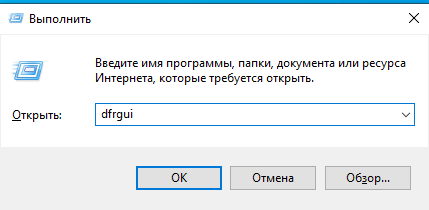 Выполнить
Введите имя программы, папки, документа или ресурса
Интернета, которые требуется открыть.
Открыть: dfrgui
OK Отмена Обзор...